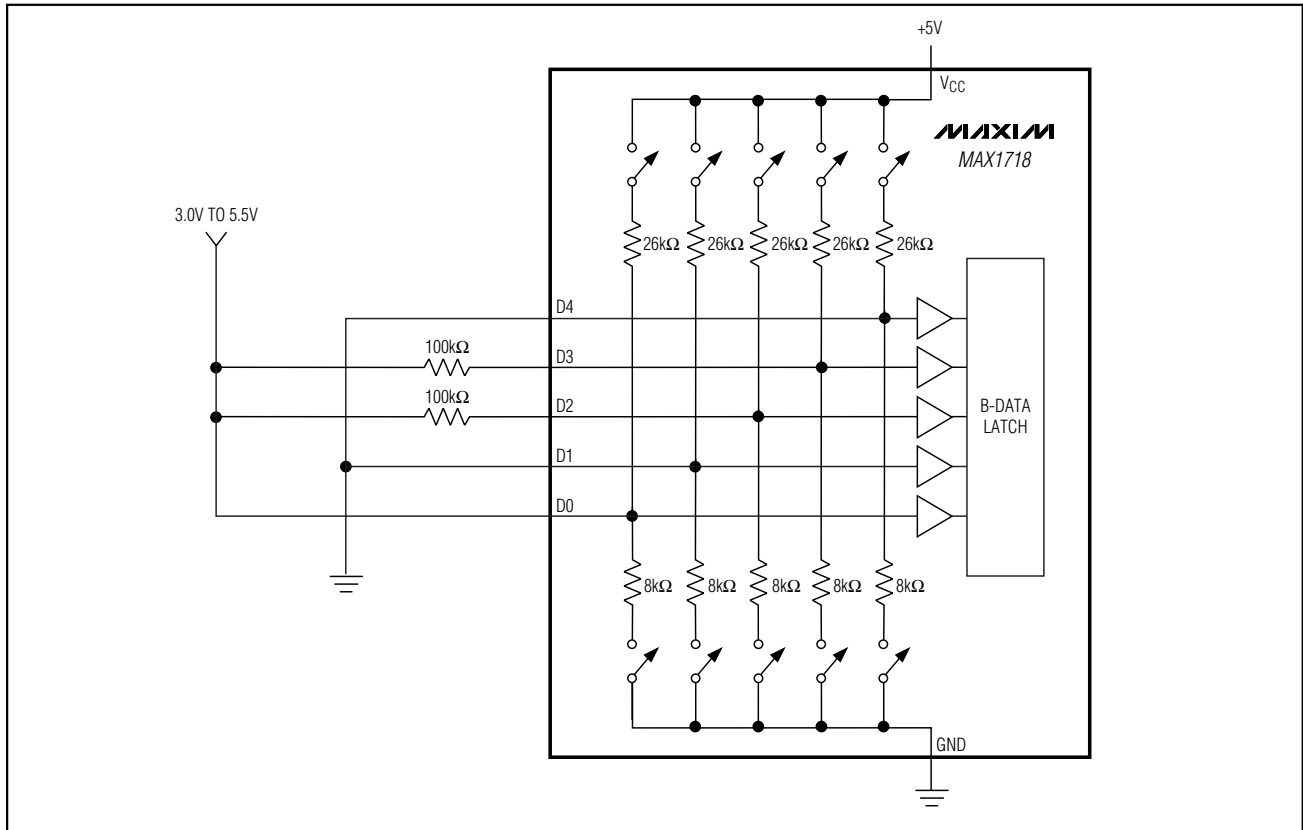 +5V
VCC
MAXIM
MAX1718
3.0V TO 5.5V
26kΩ 26kΩ 26kΩ 26kΩ 26kΩ
D4
100kΩ
D3
100kΩ
D2
B-DATA
LATCH
D1
D0
8kΩ 8kΩ 8kΩ 8kΩ 8kΩ
GND